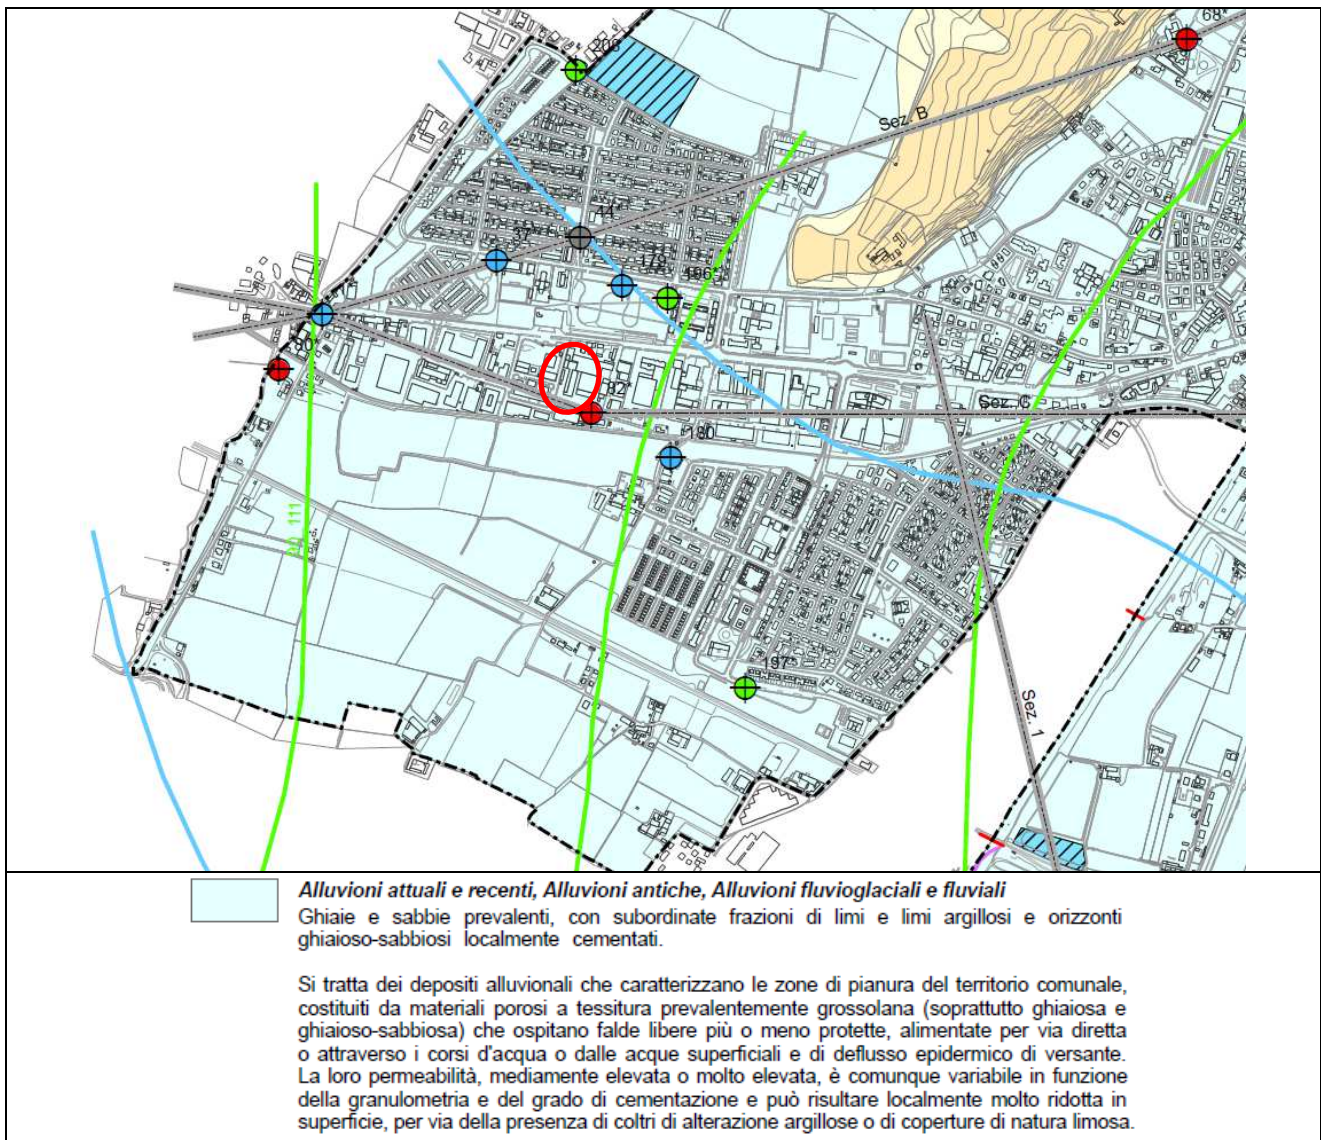 68*
206
Sez. B
44*
37*
179
196*
80*
92*
Sez. C
180
111
197*
Sez. 1
Alluvioni attuali e recenti, Alluvioni antiche, Alluvioni fluvioglaciali e fluviali
Ghiaie e sabbie prevalenti, con subordinate frazioni di limi e limi argillosi e orizzonti
ghiaioso-sabbiosi localmente cementati.
Si tratta dei depositi alluvionali che caratterizzano le zone di pianura del territorio comunale,
costituiti da materiali porosi a tessitura prevalentemente grossolana (soprattutto ghiaiosa e
ghiaioso-sabbiosa) che ospitano falde libere più o meno protette, alimentate per via diretta
o attraverso i corsi d'acqua o dalle acque superficiali e di deflusso epidermico di versante.
La loro permeabilità, mediamente elevata o molto elevata, è comunque variabile in funzione
della granulometria e del grado di cementazione e può risultare localmente molto ridotta in
superficie, per via della presenza di coltri di alterazione argillose o di coperture di natura limosa.